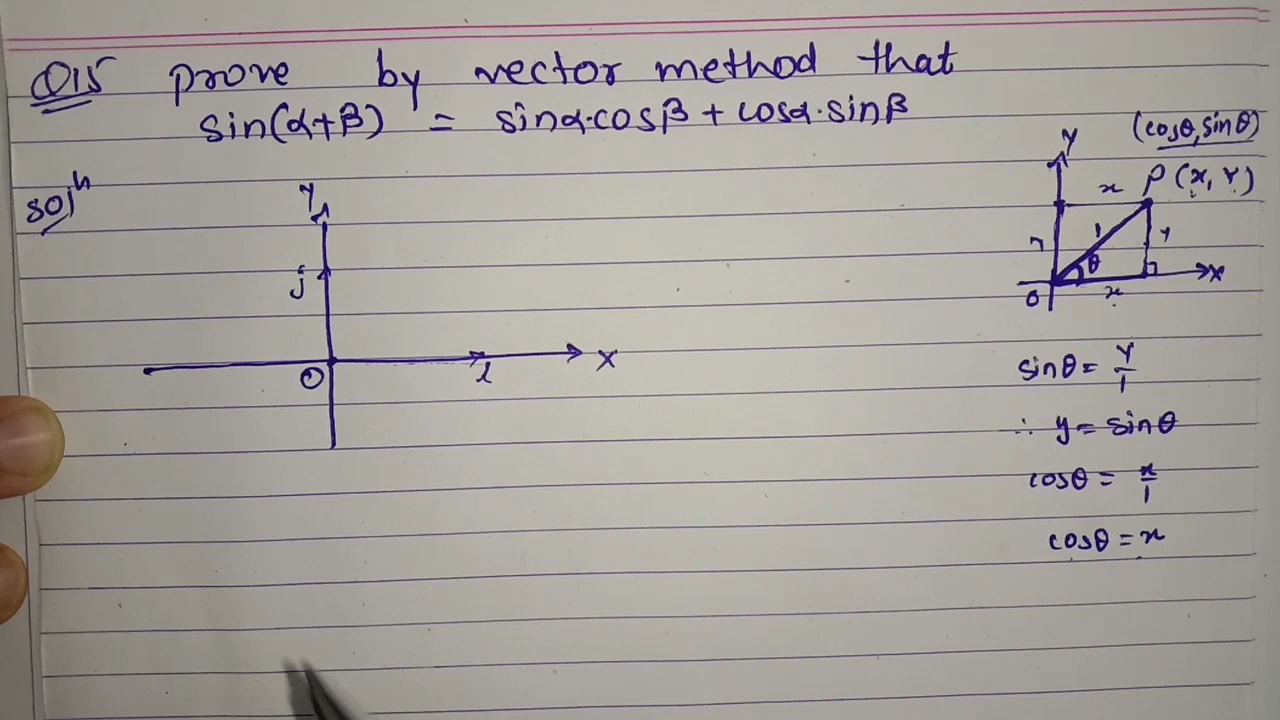 Q15 prove by vector method that
sin(α+β) = sinα·cosβ + cosα·sinβ
solⁿ
Y
j
O
X
i
Y
(cosθ, sinθ)
x P (x, Y)
y 1 Y
θ
O x X
sinθ = Y/1
∴ y = sinθ
cosθ = x/1
cosθ = x